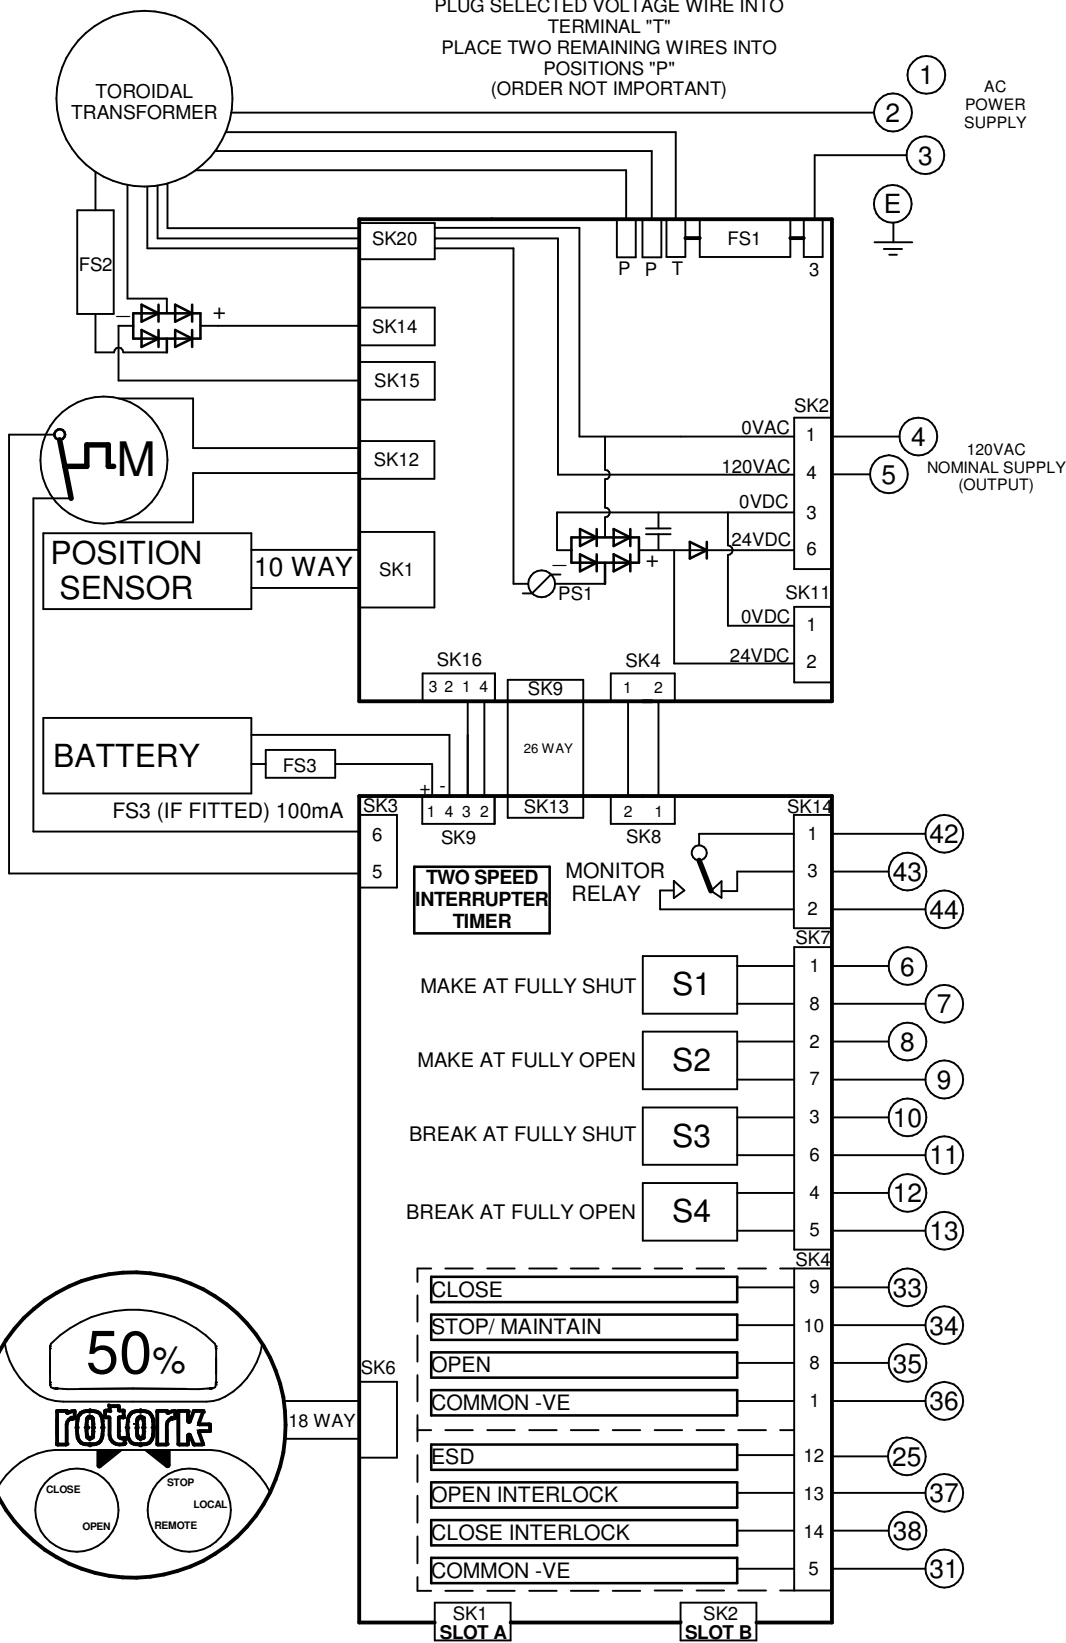 PLUG SELECTED VOLTAGE WIRE INTO
TERMINAL "T"
PLACE TWO REMAINING WIRES INTO
POSITIONS "P"
(ORDER NOT IMPORTANT)
TOROIDAL
TRANSFORMER
1
2
3
E
AC
POWER
SUPPLY
FS2
SK20
P P T
FS1
3
– +
SK14
SK15
M
SK12
SK2
0VAC 1
120VAC 4
0VDC 3
24VDC 6
4
5
120VAC
NOMINAL SUPPLY
(OUTPUT)
POSITION
SENSOR
10 WAY
SK1
– +
PS1
SK11
0VDC 1
24VDC 2
SK16
3 2 1 4
SK9
SK4
1 2
BATTERY
FS3
26 WAY
+ -
FS3 (IF FITTED) 100mA
SK3
6
5
1 4 3 2
SK9
SK13
2 1
SK8
SK14
1 42
3 43
2 44
TWO SPEED
INTERRUPTER
TIMER
MONITOR
RELAY
SK7
MAKE AT FULLY SHUT S1
1 6
8 7
MAKE AT FULLY OPEN S2
2 8
7 9
BREAK AT FULLY SHUT S3
3 10
6 11
BREAK AT FULLY OPEN S4
4 12
5 13
SK4
CLOSE 9 33
STOP/ MAINTAIN 10 34
OPEN 8 35
COMMON -VE 1 36
ESD 12 25
OPEN INTERLOCK 13 37
CLOSE INTERLOCK 14 38
COMMON -VE 5 31
50%
rotork
CLOSE
OPEN
STOP
LOCAL
REMOTE
18 WAY
SK6
SK1
SLOT A
SK2
SLOT B